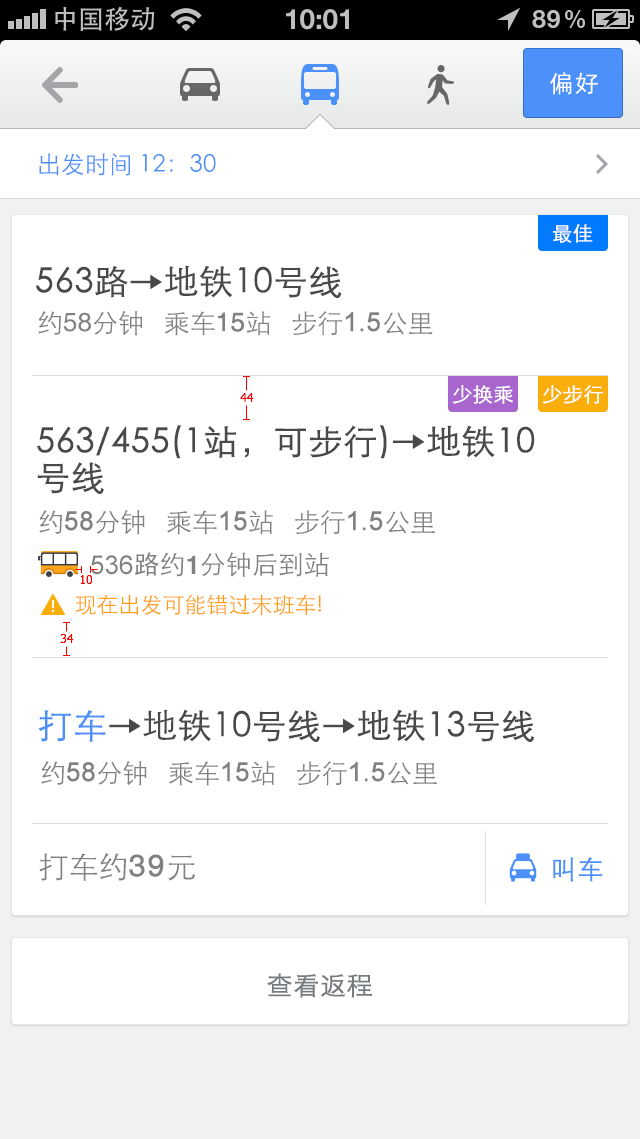 中国移动 10:01 89%
偏好
出发时间 12：30
最佳
563路→地铁10号线
约58分钟 乘车15站 步行1.5公里
44
少换乘 少步行
563/455(1站，可步行)→地铁10
号线
约58分钟 乘车15站 步行1.5公里
10
536路约1分钟后到站
现在出发可能错过末班车!
34
打车→地铁10号线→地铁13号线
约58分钟 乘车15站 步行1.5公里
打车约39元 叫车
查看返程